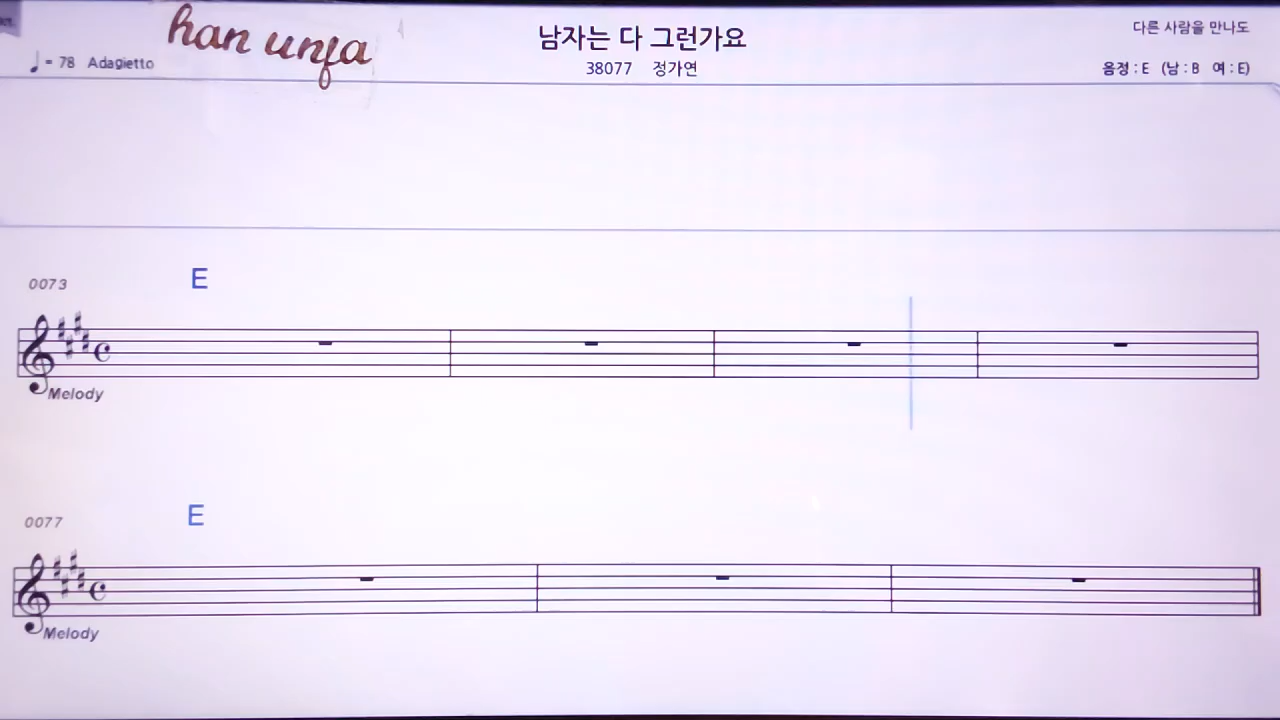 han unfa
남자는 다 그런가요
다른 사람을 만나도
♩= 78 Adagietto
38077 정가연
음정 : E (남 : B 여 : E)
0073
E
Melody
0077
E
Melody